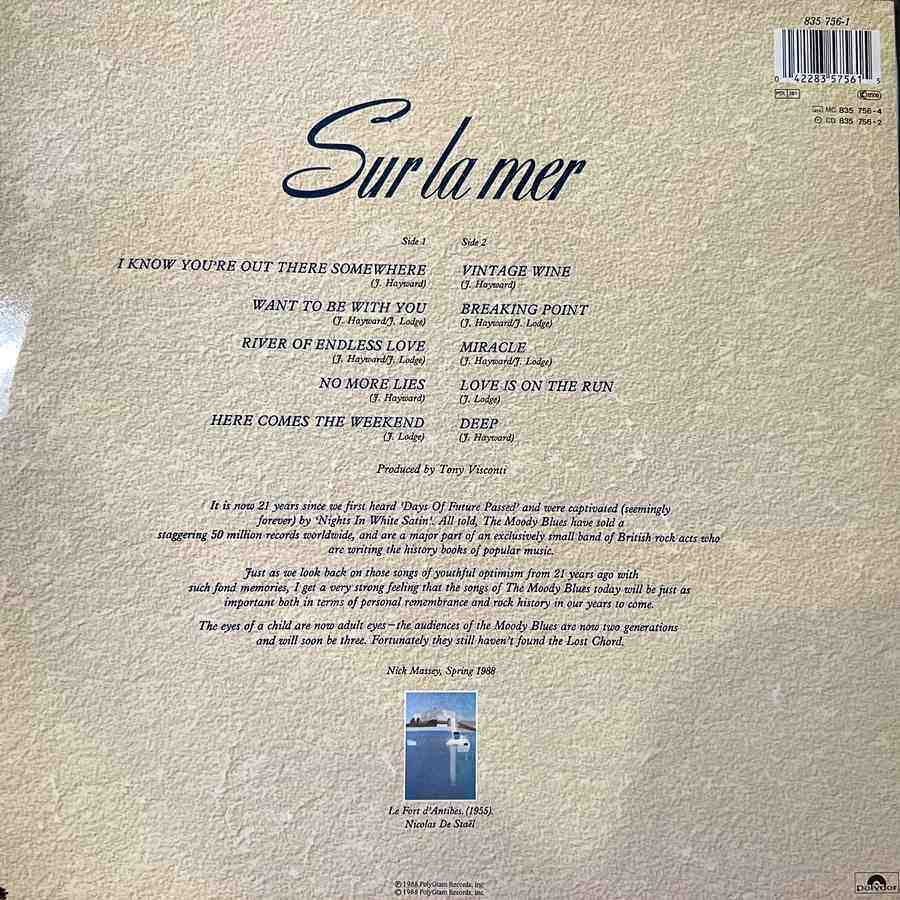 835 756-1
0 42283 57561 5
MC 835 756-4
CD 835 756-2
Sur la mer
Side 1
I KNOW YOU'RE OUT THERE SOMEWHERE
(J. Hayward)
WANT TO BE WITH YOU
(J. Hayward/J. Lodge)
RIVER OF ENDLESS LOVE
(J. Hayward/J. Lodge)
NO MORE LIES
(J. Hayward)
HERE COMES THE WEEKEND
(J. Lodge)
Side 2
VINTAGE WINE
(J. Hayward)
BREAKING POINT
(J. Hayward/J. Lodge)
MIRACLE
(J. Hayward/J. Lodge)
LOVE IS ON THE RUN
(J. Lodge)
DEEP
(J. Hayward)
Produced by Tony Visconti
It is now 21 years since we first heard 'Days Of Future Passed' and were captivated (seemingly
forever) by 'Nights In White Satin'. All told, The Moody Blues have sold a
staggering 50 million records worldwide, and are a major part of an exclusively small band of British rock acts who
are writing the history books of popular music.
Just as we look back on those songs of youthful optimism from 21 years ago with
such fond memories, I get a very strong feeling that the songs of The Moody Blues today will be just as
important both in terms of personal remembrance and rock history in our years to come.
The eyes of a child are now adult eyes – the audiences of the Moody Blues are now two generations
and will soon be three. Fortunately they still haven't found the Lost Chord.
Nick Massey, Spring 1988
Le Fort d'Antibes. (1955).
Nicolas De Staël
℗ 1988 PolyGram Records, Inc.
© 1988 PolyGram Records, Inc.
Polydor